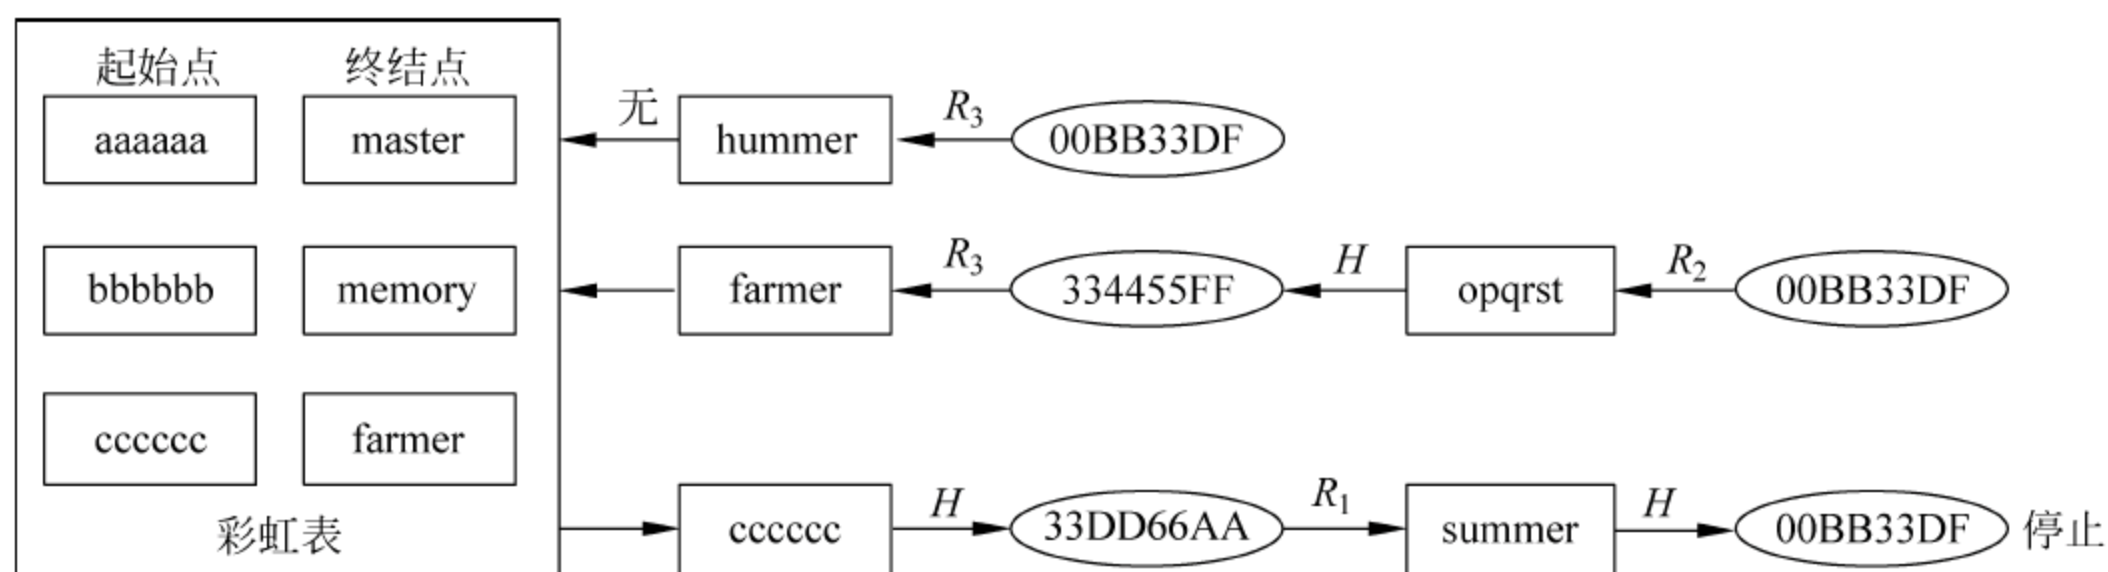 起始点 终结点
aaaaaa master 无 hummer R3 00BB33DF
bbbbbb memory farmer R3 334455FF H opqrst R2 00BB33DF
cccccc farmer
彩虹表 cccccc H 33DD66AA R1 summer H 00BB33DF 停止